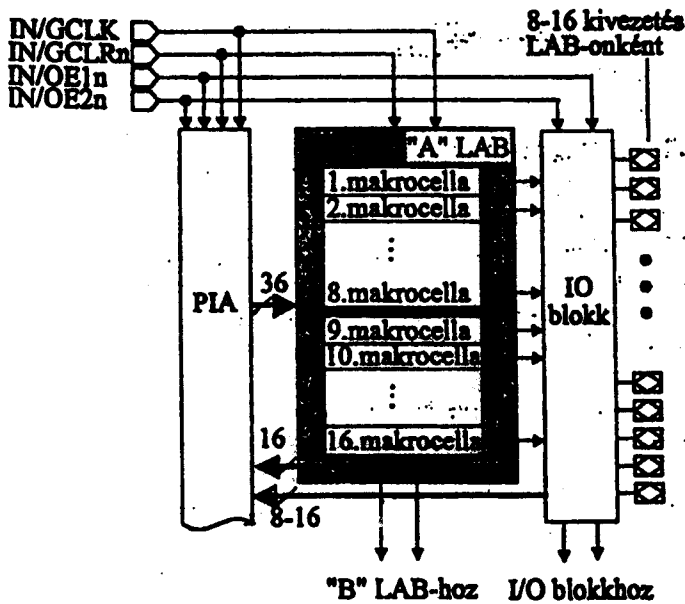 IN/GCLK
IN/GCLRn
IN/OE1n
IN/OE2n
8-16 kivezetés
LAB-onként
"A" LAB
1.makrocella
2.makrocella
8.makrocella
9.makrocella
10.makrocella
16.makrocella
PIA
36
16
8-16
IO
blokk
"B" LAB-hoz
I/O blokkhoz